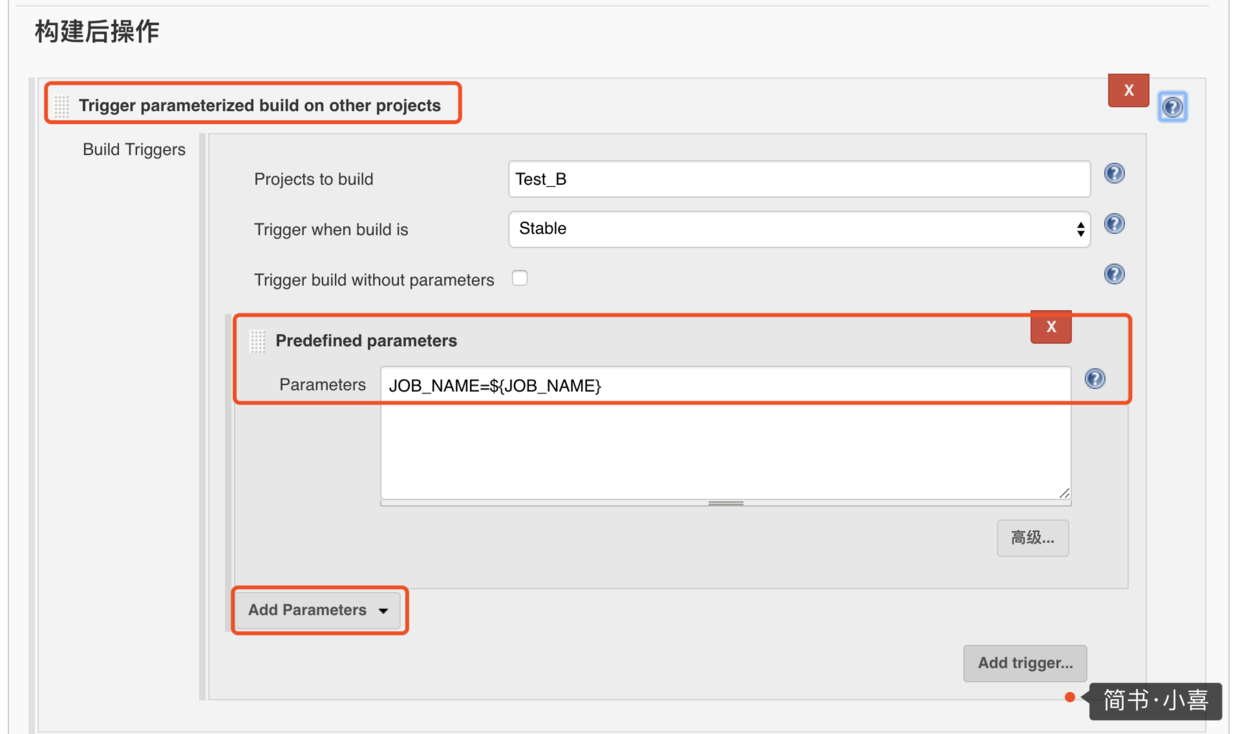 构建后操作
Trigger parameterized build on other projects
X
Build Triggers
Projects to build
Test_B
Trigger when build is
Stable
Trigger build without parameters
Predefined parameters
X
Parameters
JOB_NAME=${JOB_NAME}
高级...
Add Parameters
Add trigger...
简书·小喜